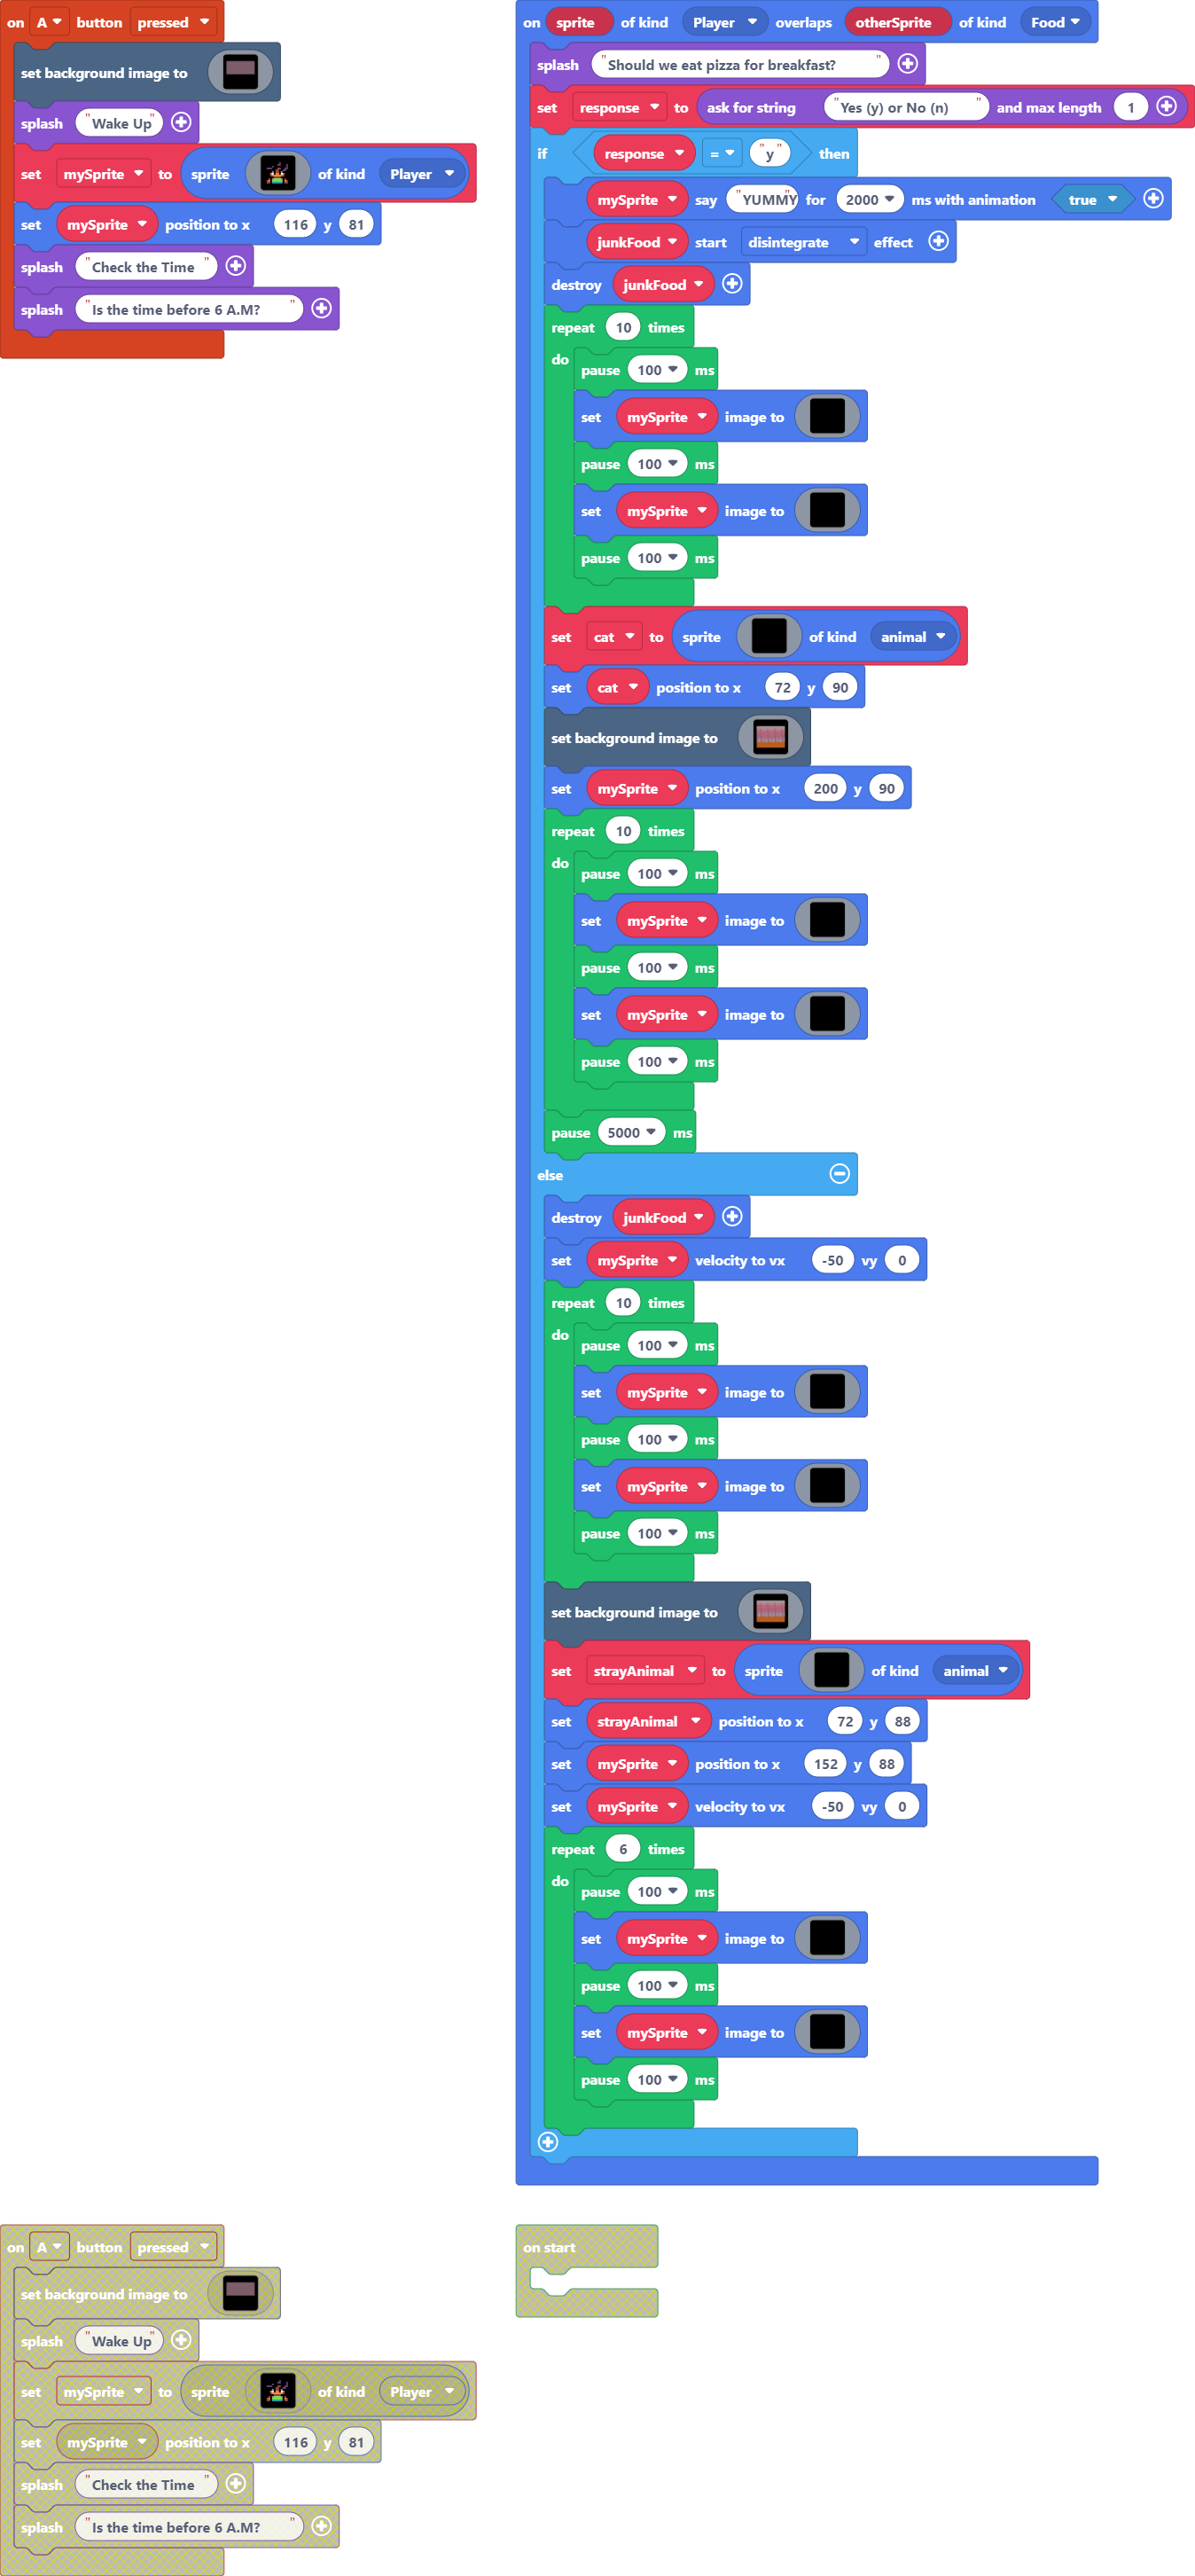 on A button pressed
set background image to
splash "Wake Up"
set mySprite to sprite of kind Player
set mySprite position to x 116 y 81
splash "Check the Time "
splash "Is the time before 6 A.M? "
on sprite of kind Player overlaps otherSprite of kind Food
splash "Should we eat pizza for breakfast? "
set response to ask for string "Yes (y) or No (n) " and max length 1
if response = "y" then
mySprite say "YUMMY" for 2000 ms with animation true
junkFood start disintegrate effect
destroy junkFood
repeat 10 times
do
pause 100 ms
set mySprite image to
pause 100 ms
set mySprite image to
pause 100 ms
set cat to sprite of kind animal
set cat position to x 72 y 90
set background image to
set mySprite position to x 200 y 90
repeat 10 times
do
pause 100 ms
set mySprite image to
pause 100 ms
set mySprite image to
pause 100 ms
pause 5000 ms
else
destroy junkFood
set mySprite velocity to vx -50 vy 0
repeat 10 times
do
pause 100 ms
set mySprite image to
pause 100 ms
set mySprite image to
pause 100 ms
set background image to
set strayAnimal to sprite of kind animal
set strayAnimal position to x 72 y 88
set mySprite position to x 152 y 88
set mySprite velocity to vx -50 vy 0
repeat 6 times
do
pause 100 ms
set mySprite image to
pause 100 ms
set mySprite image to
pause 100 ms
on A button pressed
set background image to
splash "Wake Up"
set mySprite to sprite of kind Player
set mySprite position to x 116 y 81
splash "Check the Time "
splash "Is the time before 6 A.M? "
on start